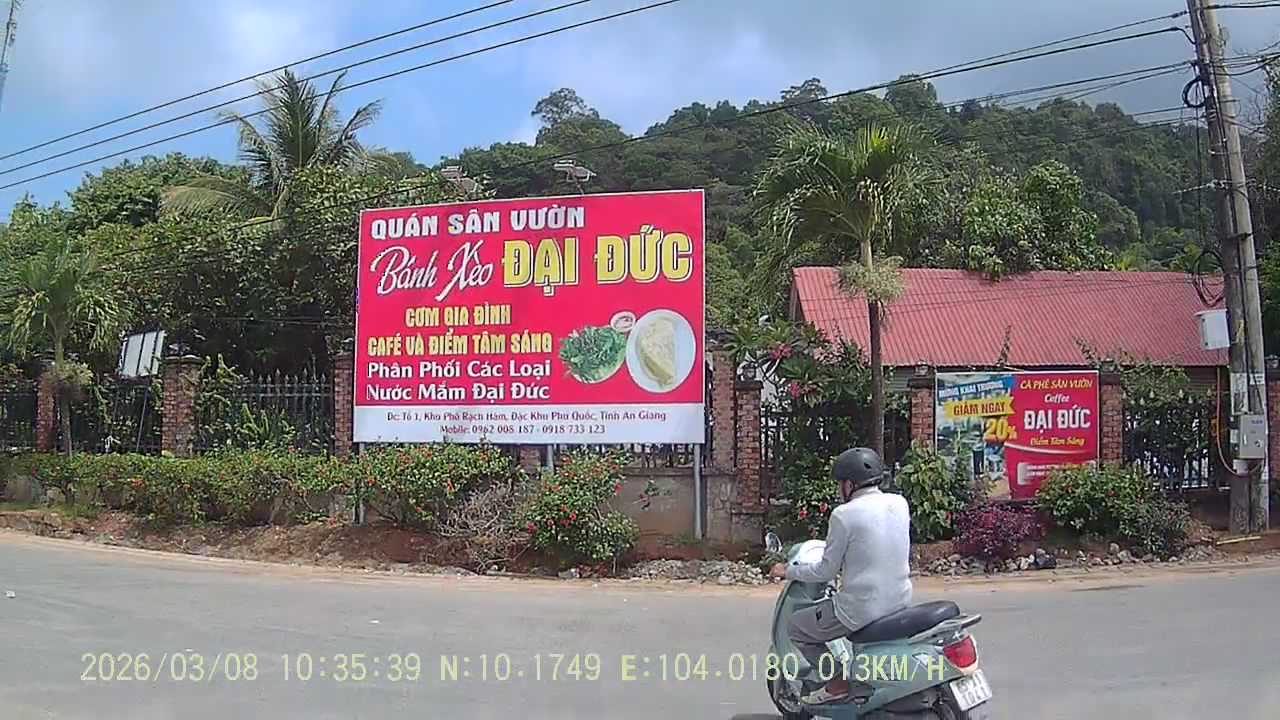 QUÁN SÂN VƯỜN
Bánh Xèo ĐẠI ĐỨC
CƠM GIA ĐÌNH
CAFÉ VÀ ĐIỂM TÂM SÁNG
Phân Phối Các Loại
Nước Mắm Đại Đức
Đc: Tổ 1, Khu Phố Rạch Hàm, Đặc Khu Phú Quốc, Tỉnh An Giang
Mobile: 0962 008 187 - 0918 733 123
MỪNG KHAI TRƯƠNG
GIẢM NGAY
20%
CÀ PHÊ SÂN VƯỜN
Coffee
ĐẠI ĐỨC
Điểm Tâm Sáng
2026/03/08 10:35:39 N:10.1749 E:104.0180 013KM/H